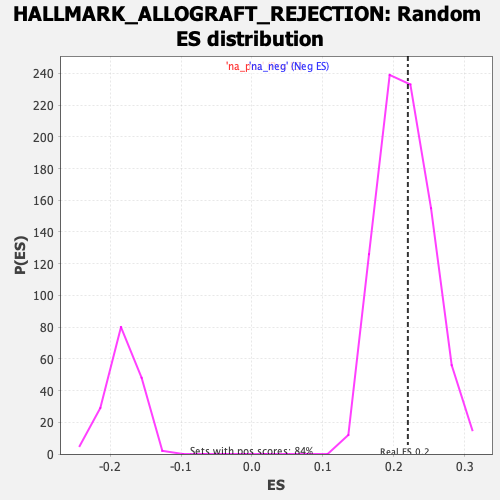 HALLMARK_ALLOGRAFT_REJECTION: Random
ES distribution
'na_p'na_neg' (Neg ES)
240
220
200
180
160
140
120
100
80
60
40
20
0
P(ES)
Sets with pos scores: 84%
Real ES 0.2
-0.2
-0.1
0.0
0.1
0.2
0.3
ES